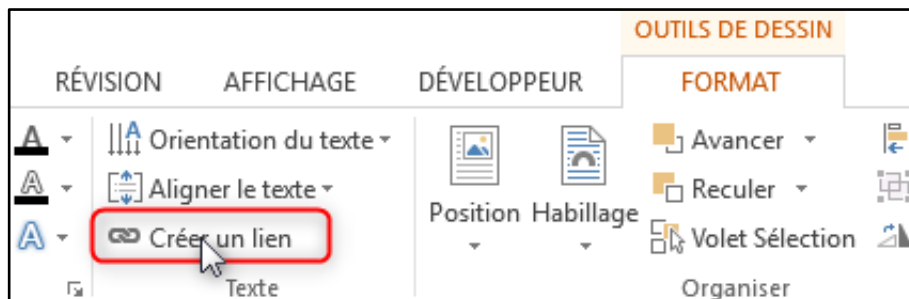 OUTILS DE DESSIN
RÉVISION AFFICHAGE DÉVELOPPEUR FORMAT
A Orientation du texte Avancer
A Aligner le texte Reculer
Position Habillage
A Créer un lien Volet Sélection
Texte Organiser